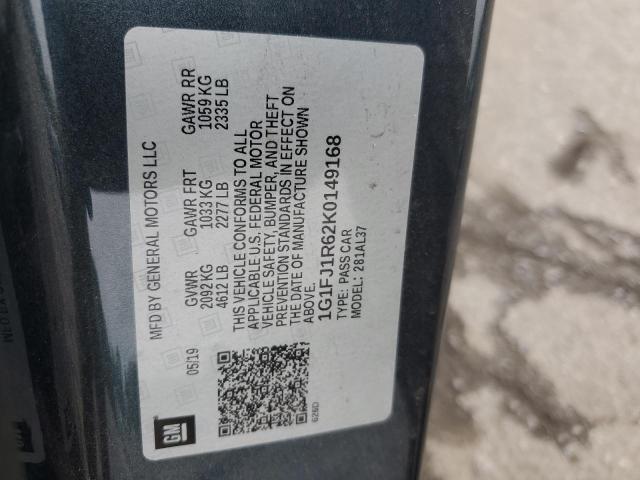 MFD BY GENERAL MOTORS LLC
05/19
GVWR GAWR FRT GAWR RR
2092 KG 1033 KG 1059 KG
4612 LB 2277 LB 2335 LB
THIS VEHICLE CONFORMS TO ALL
APPLICABLE U.S. FEDERAL MOTOR
VEHICLE SAFETY, BUMPER, AND THEFT
PREVENTION STANDARDS IN EFFECT ON
THE DATE OF MANUFACTURE SHOWN
ABOVE.
1G1FJ1R62K0149168
TYPE: PASS CAR
MODEL: 281AL37
GM
626D